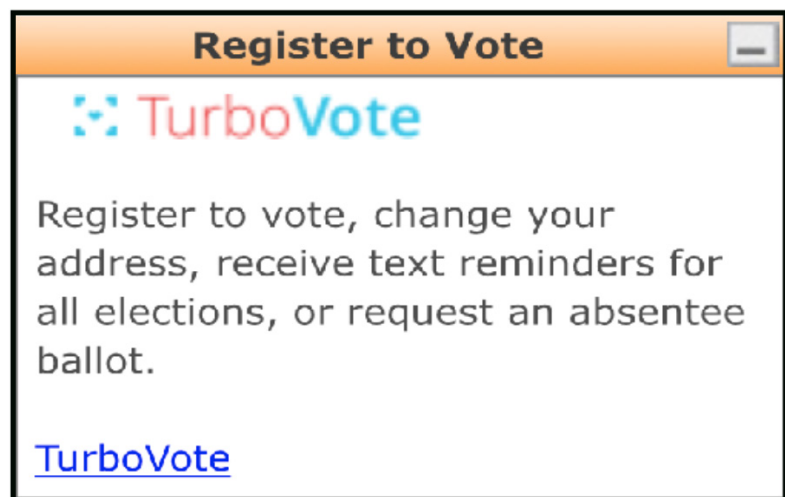 Register to Vote
TurboVote
Register to vote, change your
address, receive text reminders for
all elections, or request an absentee
ballot.
TurboVote